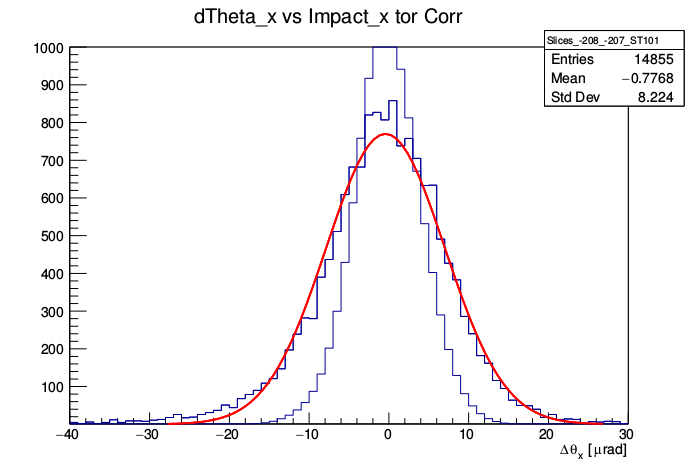 dTheta_x vs Impact_x tor Corr
Slices_-208_-207_ST101
Entries 14855
Mean −0.7768
Std Dev 8.224
1000
900
800
700
600
500
400
300
200
100
−40 −30 −20 −10 0 10 20 30
Δθx [μrad]